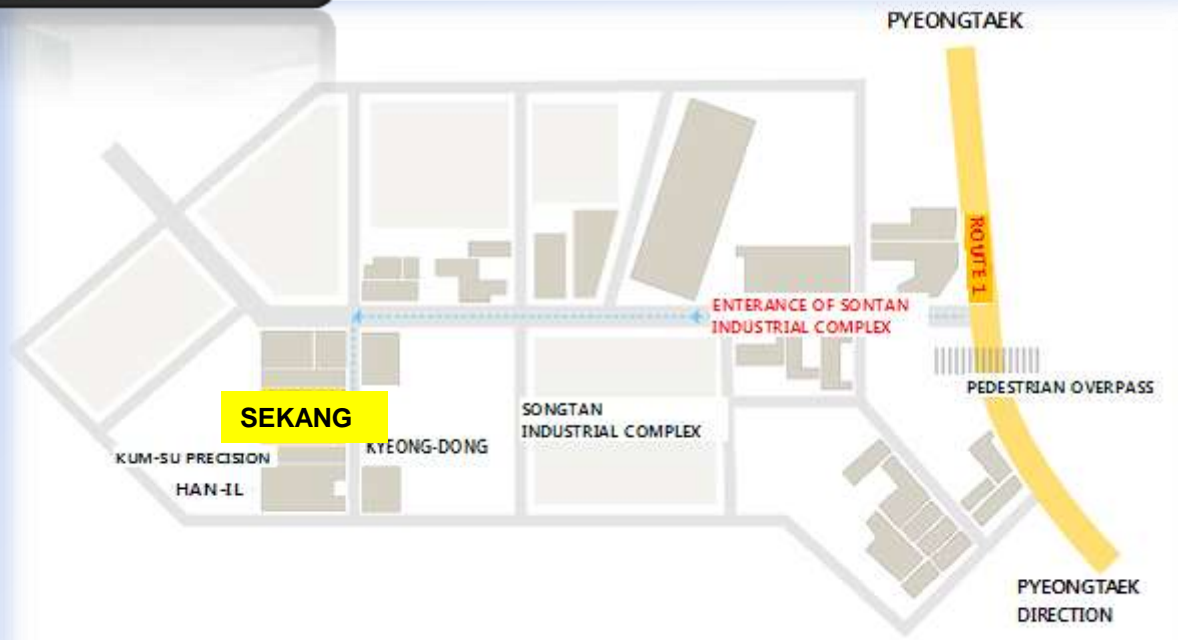 PYEONGTAEK
ROUTE 1
ENTERANCE OF SONTAN
INDUSTRIAL COMPLEX
PEDESTRIAN OVERPASS
SEKANG
SONGTAN
INDUSTRIAL COMPLEX
KYEONG-DONG
KUM-SU PRECISION
HAN-IL
PYEONGTAEK
DIRECTION